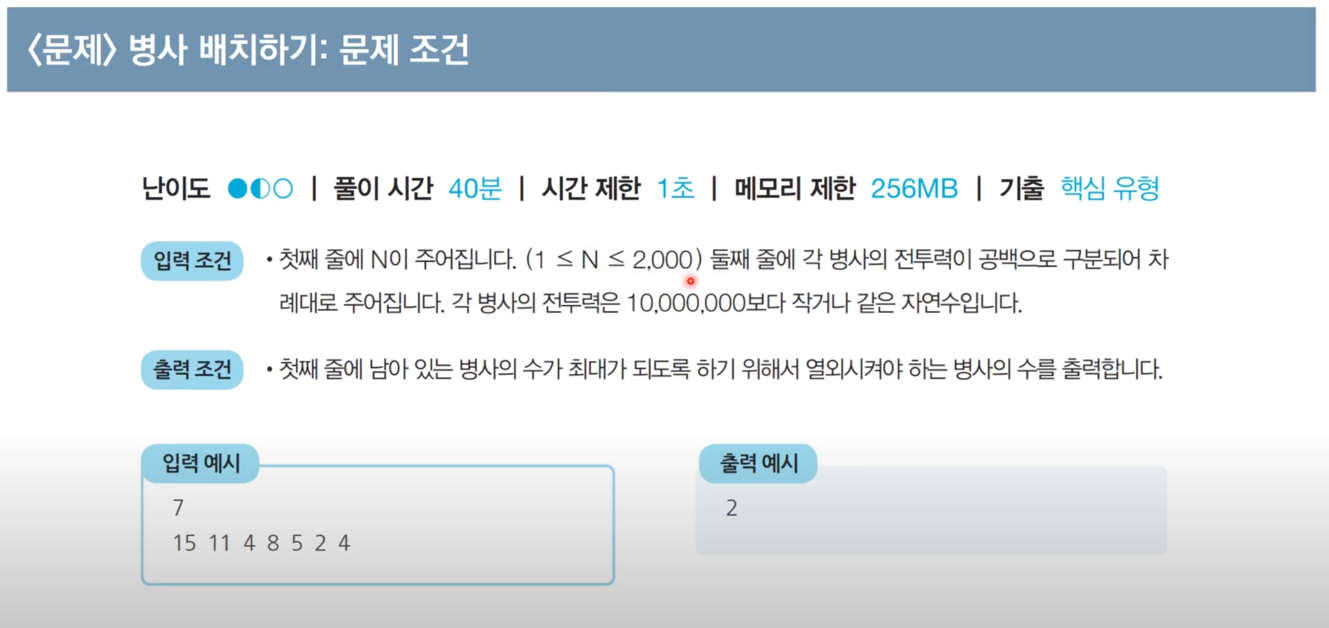 〈문제〉 병사 배치하기: 문제 조건
난이도 | 풀이 시간 40분 | 시간 제한 1초 | 메모리 제한 256MB | 기출 핵심 유형
입력 조건 • 첫째 줄에 N이 주어집니다. (1 ≤ N ≤ 2,000) 둘째 줄에 각 병사의 전투력이 공백으로 구분되어 차
례대로 주어집니다. 각 병사의 전투력은 10,000,000보다 작거나 같은 자연수입니다.
출력 조건 • 첫째 줄에 남아 있는 병사의 수가 최대가 되도록 하기 위해서 열외시켜야 하는 병사의 수를 출력합니다.
입력 예시
7
15 11 4 8 5 2 4
출력 예시
2